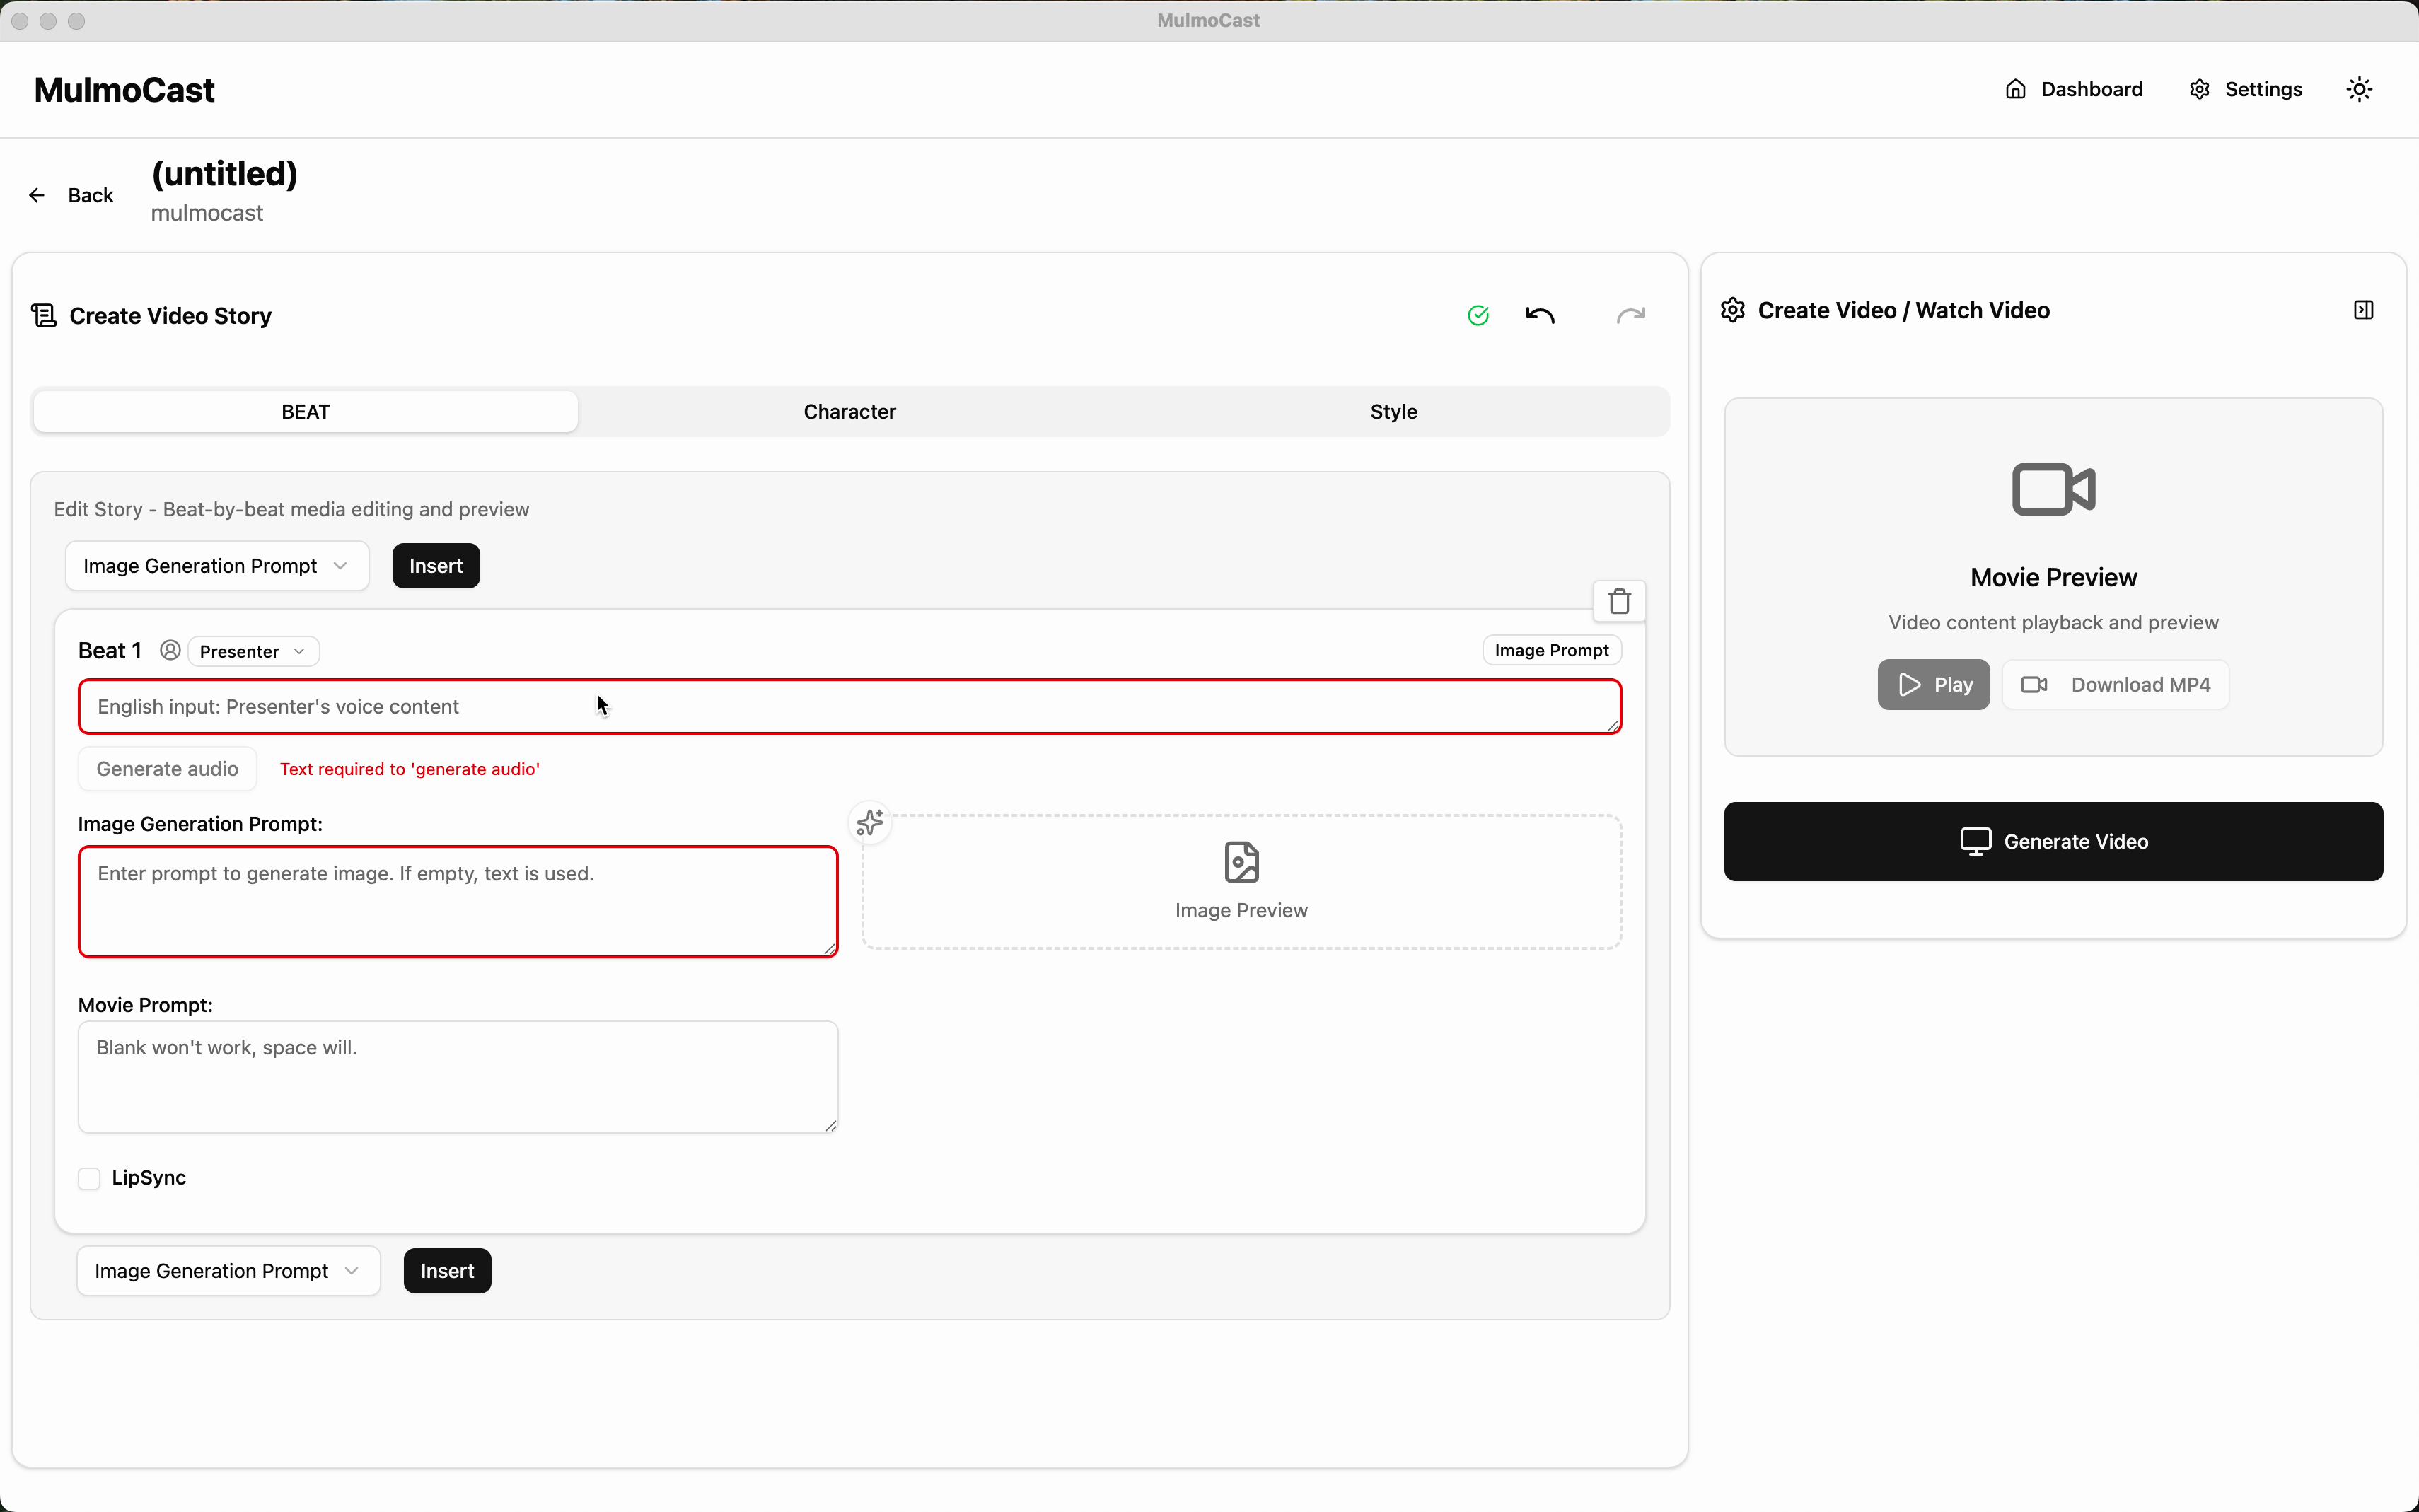 MulmoCast
MulmoCast
Dashboard
Settings
Back
(untitled)
mulmocast
Create Video Story
BEAT
Character
Style
Edit Story - Beat-by-beat media editing and preview
Image Generation Prompt
Insert
Beat 1
Presenter
Image Prompt
English input: Presenter's voice content
Generate audio
Text required to 'generate audio'
Image Generation Prompt:
Enter prompt to generate image. If empty, text is used.
Image Preview
Movie Prompt:
Blank won't work, space will.
LipSync
Image Generation Prompt
Insert
Create Video / Watch Video
Movie Preview
Video content playback and preview
Play
Download MP4
Generate Video